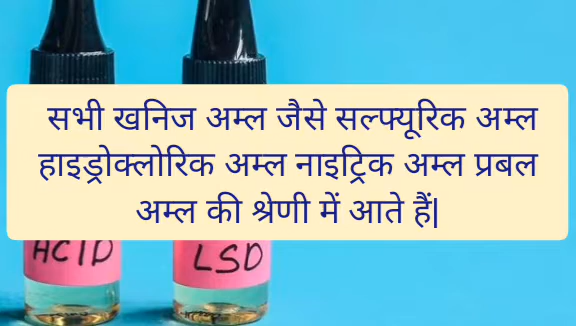 सभी खनिज अम्ल जैसे सल्फ्यूरिक अम्ल
हाइड्रोक्लोरिक अम्ल नाइट्रिक अम्ल प्रबल
अम्ल की श्रेणी में आते हैं|
ACID
LSD